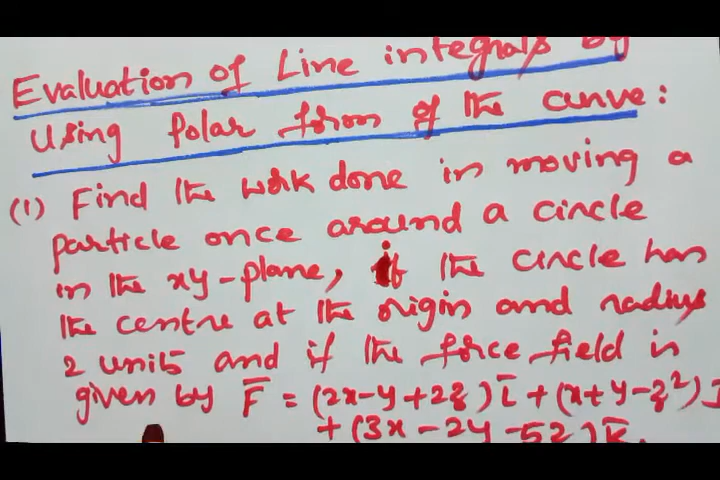 Evaluation of Line integrals by
Using Polar form of the curve:
(1) Find the work done in moving a
particle once around a circle
in the xy-plane, if the circle has
the centre at the origin and radius
2 units and if the force field is
given by F̅ = (2x-y+2z)i̅ + (x+y-z²)j̅
+ (3x-2y-5z)k̅.